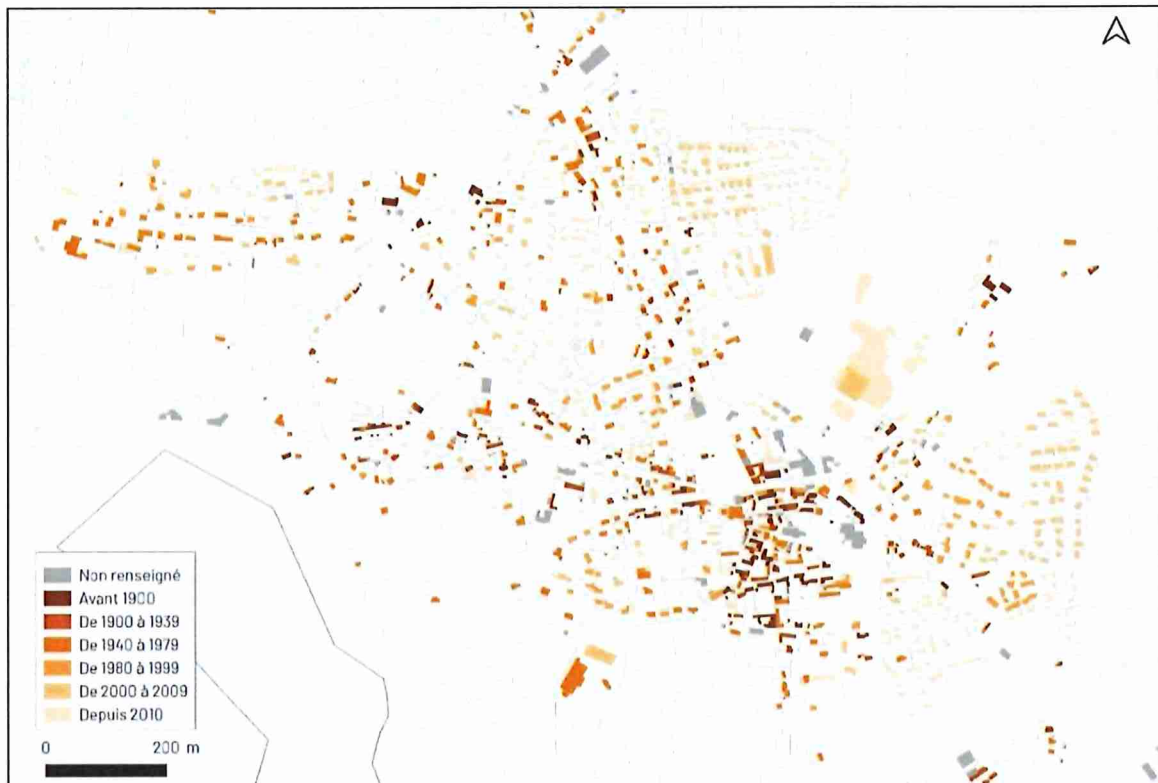 Non renseigné
Avant 1900
De 1900 à 1939
De 1940 à 1979
De 1980 à 1999
De 2000 à 2009
Depuis 2010
0 200 m